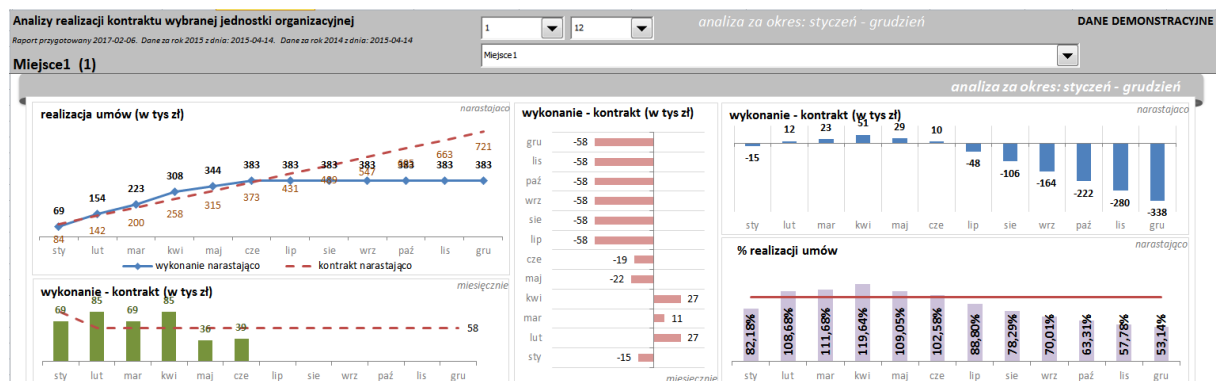 Analizy realizacji kontraktu wybranej jednostki organizacyjnej
1
12
analiza za okres: styczeń - grudzień
DANE DEMONSTRACYJNE
Raport przygotowany 2017-02-06. Dane za rok 2015 z dnia: 2015-04-14. Dane za rok 2014 z dnia: 2015-04-14
Miejsce1
Miejsce1 (1)
analiza za okres: styczeń - grudzień
realizacja umów (w tys zł)
narastajaco
721
663
547
431
373
315
258
200
142
84
69 154 223 308 344 383 383 383 383 383 383 383
sty lut mar kwi maj cze lip sie wrz paź lis gru
wykonanie narastająco
kontrakt narastająco
wykonanie - kontrakt (w tys zł)
miesięcznie
69 85 69 85 36 39
58
sty lut mar kwi maj cze lip sie wrz paź lis gru
wykonanie - kontrakt (w tys zł)
gru -58
lis -58
paź -58
wrz -58
sie -58
lip -58
cze -19
maj -22
kwi 27
mar 11
lut 27
sty -15
miesięcznie
wykonanie - kontrakt (w tys zł)
narastajaco
sty lut mar kwi maj cze lip sie wrz paź lis gru
-15 12 23 51 29 10 -48 -106 -164 -222 -280 -338
% realizacji umów
narastająco
82,18% 108,68% 111,68% 119,64% 109,05% 102,58% 88,80% 78,29% 70,01% 63,31% 57,78% 53,14%
sty lut mar kwi maj cze lip sie wrz paź lis gru